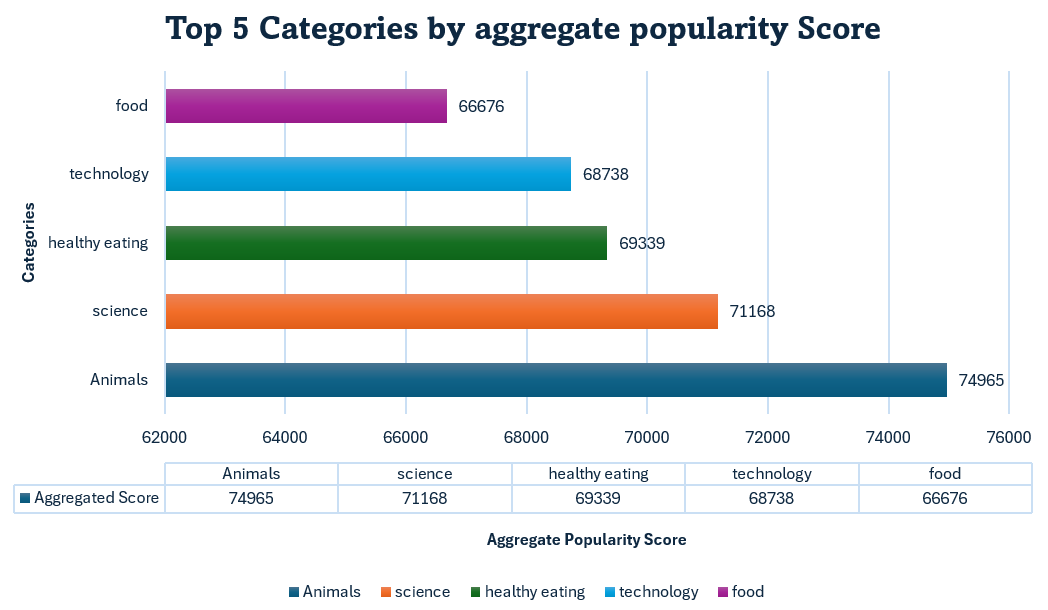 Top 5 Categories by aggregate popularity Score
food
66676
technology
68738
Categories
healthy eating
69339
science
71168
Animals
74965
62000 64000 66000 68000 70000 72000 74000 76000
Animals science healthy eating technology food
Aggregated Score 74965 71168 69339 68738 66676
Aggregate Popularity Score
Animals science healthy eating technology food